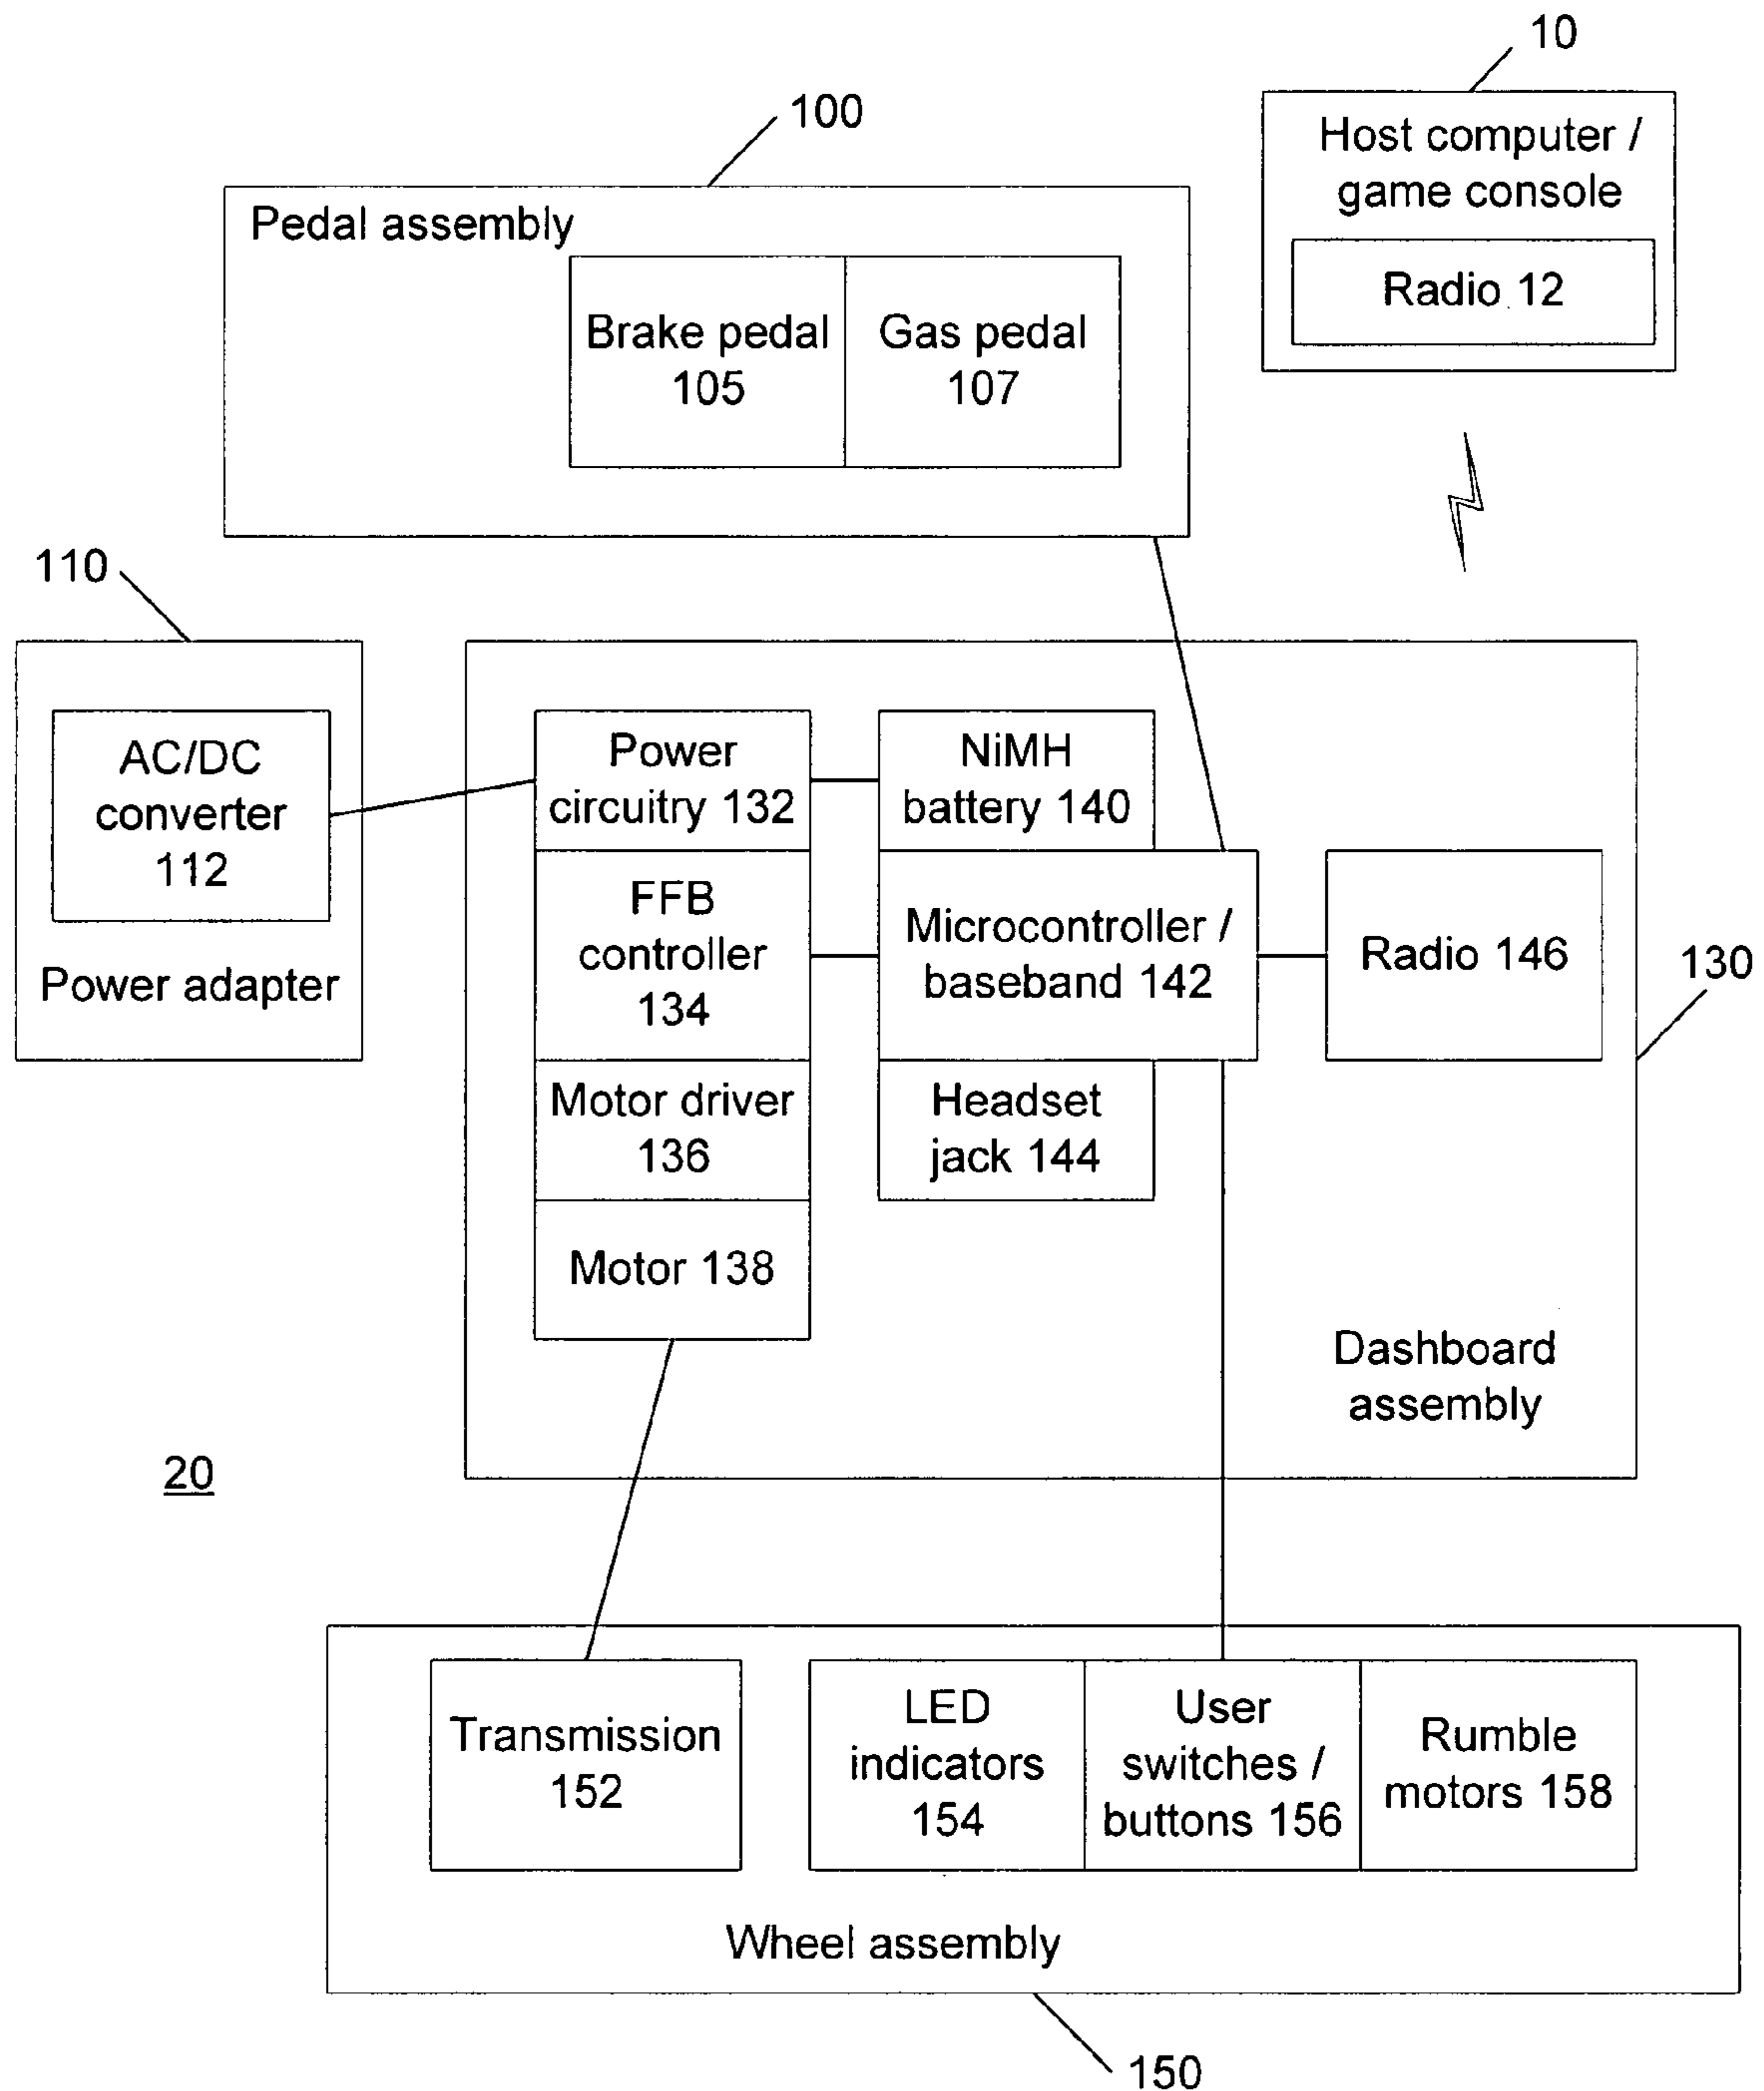 10
100
Host computer /
game console
Radio 12
Pedal assembly
Brake pedal
105
Gas pedal
107
110
AC/DC
converter
112
Power adapter
Power
circuitry 132
NiMH
battery 140
FFB
controller
134
Microcontroller /
baseband 142
Radio 146
130
Motor driver
136
Headset
jack 144
Motor 138
Dashboard
assembly
20
Transmission
152
LED
indicators
154
User
switches /
buttons 156
Rumble
motors 158
Wheel assembly
150